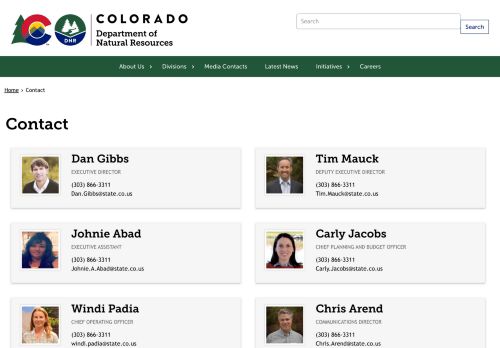 COLORADO
Department of
Natural Resources
DNR
Search
Search
About Us Divisions Media Contacts Latest News Initiatives Careers
Home › Contact
Contact
Dan Gibbs
EXECUTIVE DIRECTOR
(303) 866-3311
Dan.Gibbs@state.co.us
Tim Mauck
DEPUTY EXECUTIVE DIRECTOR
(303) 866-3311
Tim.Mauck@state.co.us
Johnie Abad
EXECUTIVE ASSISTANT
(303) 866-3311
Johnie.A.Abad@state.co.us
Carly Jacobs
CHIEF PLANNING AND BUDGET OFFICER
(303) 866-3311
Carly.Jacobs@state.co.us
Windi Padia
CHIEF OPERATING OFFICER
(303) 866-3311
windi.padia@state.co.us
Chris Arend
COMMUNICATIONS DIRECTOR
(303) 866-3311
Chris.Arend@state.co.us